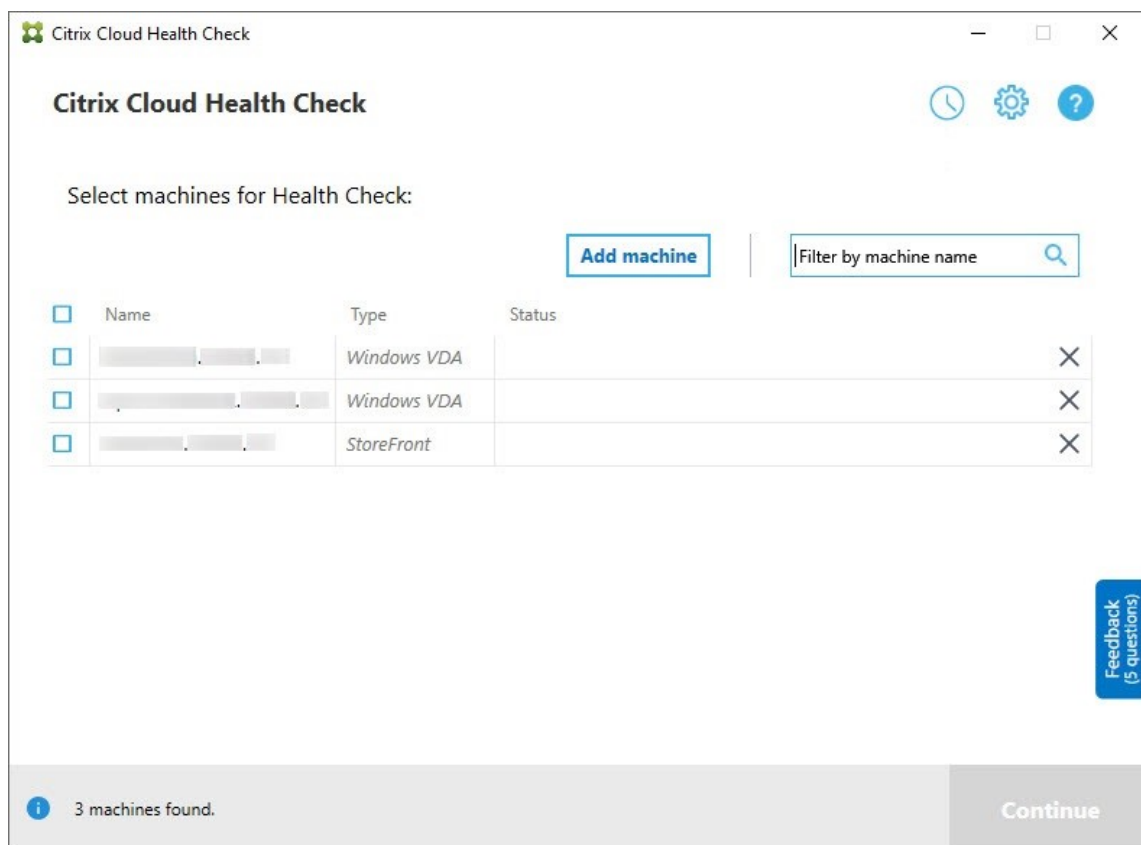 Citrix Cloud Health Check
Citrix Cloud Health Check
?
Select machines for Health Check:
Add machine
Filter by machine name
Name Type Status
Windows VDA
Windows VDA
StoreFront
Feedback
(5 questions)
i 3 machines found.
Continue